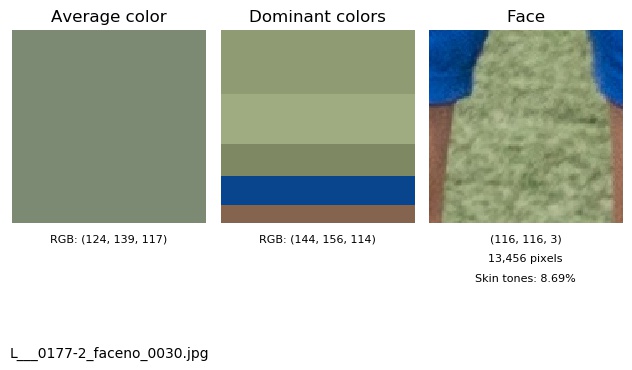 Average color
Dominant colors
Face
RGB: (124, 139, 117)
RGB: (144, 156, 114)
(116, 116, 3)
13,456 pixels
Skin tones: 8.69%
L___0177-2_faceno_0030.jpg